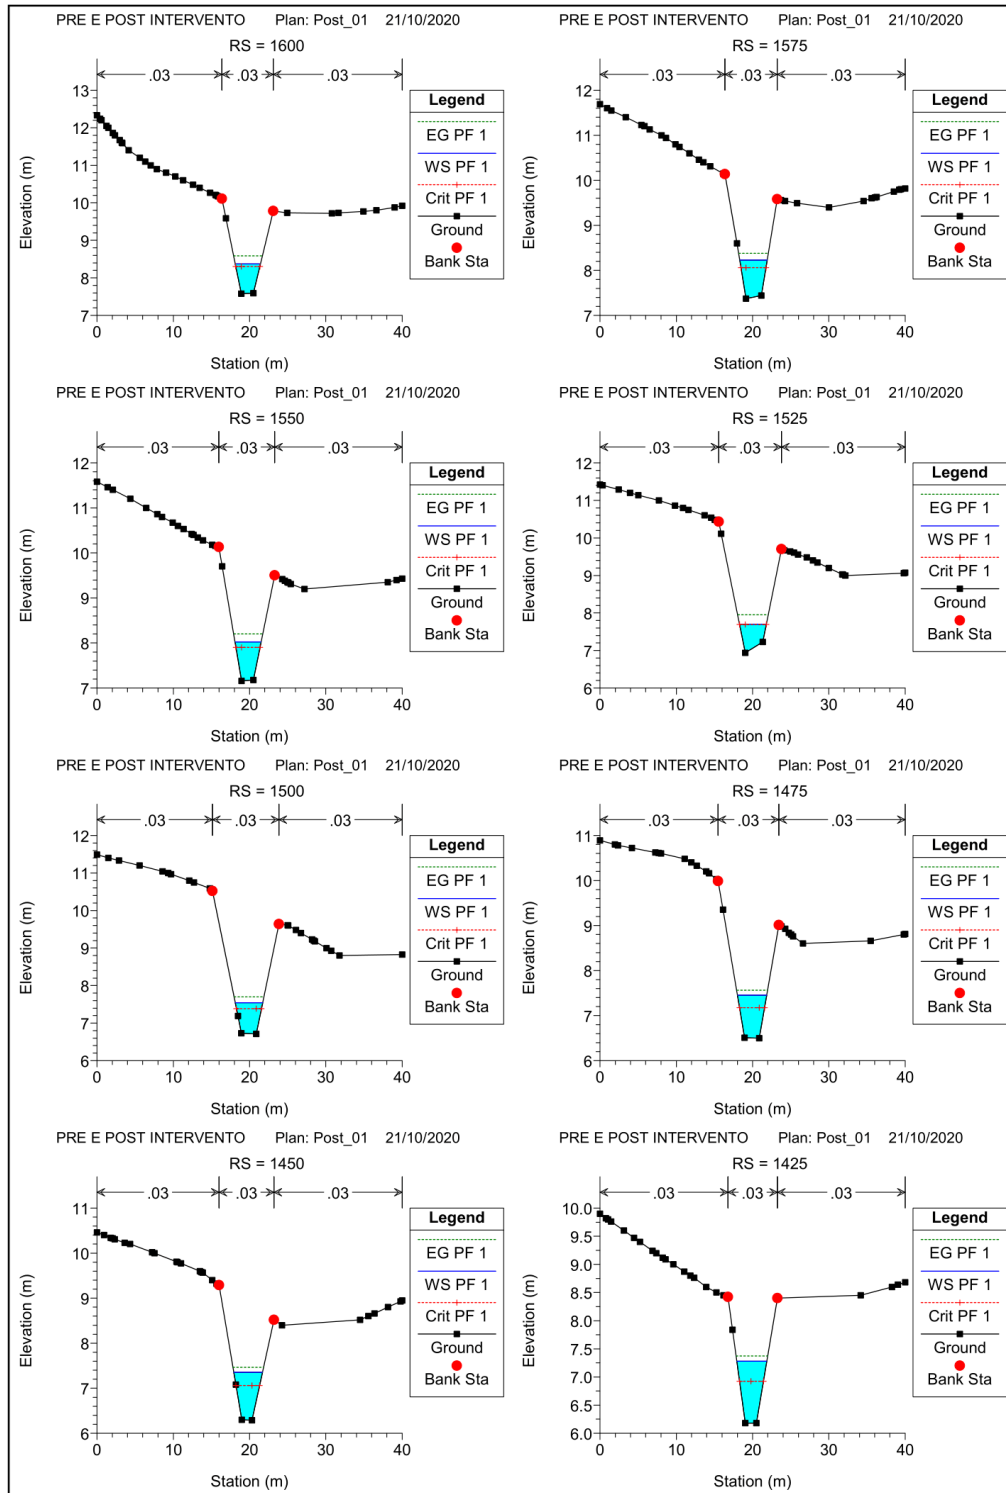 PRE E POST INTERVENTO Plan: Post_01 21/10/2020
RS = 1600
.03 .03 .03
Legend
EG PF 1
WS PF 1
Crit PF 1
Ground
Bank Sta
13
12
11
10
9
8
7
0 10 20 30 40
Elevation (m)
Station (m)
PRE E POST INTERVENTO Plan: Post_01 21/10/2020
RS = 1575
.03 .03 .03
Legend
EG PF 1
WS PF 1
Crit PF 1
Ground
Bank Sta
12
11
10
9
8
7
0 10 20 30 40
Elevation (m)
Station (m)
PRE E POST INTERVENTO Plan: Post_01 21/10/2020
RS = 1550
.03 .03 .03
Legend
EG PF 1
WS PF 1
Crit PF 1
Ground
Bank Sta
12
11
10
9
8
7
0 10 20 30 40
Elevation (m)
Station (m)
PRE E POST INTERVENTO Plan: Post_01 21/10/2020
RS = 1525
.03 .03 .03
Legend
EG PF 1
WS PF 1
Crit PF 1
Ground
Bank Sta
12
11
10
9
8
7
6
0 10 20 30 40
Elevation (m)
Station (m)
PRE E POST INTERVENTO Plan: Post_01 21/10/2020
RS = 1500
.03 .03 .03
Legend
EG PF 1
WS PF 1
Crit PF 1
Ground
Bank Sta
12
11
10
9
8
7
6
0 10 20 30 40
Elevation (m)
Station (m)
PRE E POST INTERVENTO Plan: Post_01 21/10/2020
RS = 1475
.03 .03 .03
Legend
EG PF 1
WS PF 1
Crit PF 1
Ground
Bank Sta
11
10
9
8
7
6
0 10 20 30 40
Elevation (m)
Station (m)
PRE E POST INTERVENTO Plan: Post_01 21/10/2020
RS = 1450
.03 .03 .03
Legend
EG PF 1
WS PF 1
Crit PF 1
Ground
Bank Sta
11
10
9
8
7
6
0 10 20 30 40
Elevation (m)
Station (m)
PRE E POST INTERVENTO Plan: Post_01 21/10/2020
RS = 1425
.03 .03 .03
Legend
EG PF 1
WS PF 1
Crit PF 1
Ground
Bank Sta
10.0
9.5
9.0
8.5
8.0
7.5
7.0
6.5
6.0
0 10 20 30 40
Elevation (m)
Station (m)